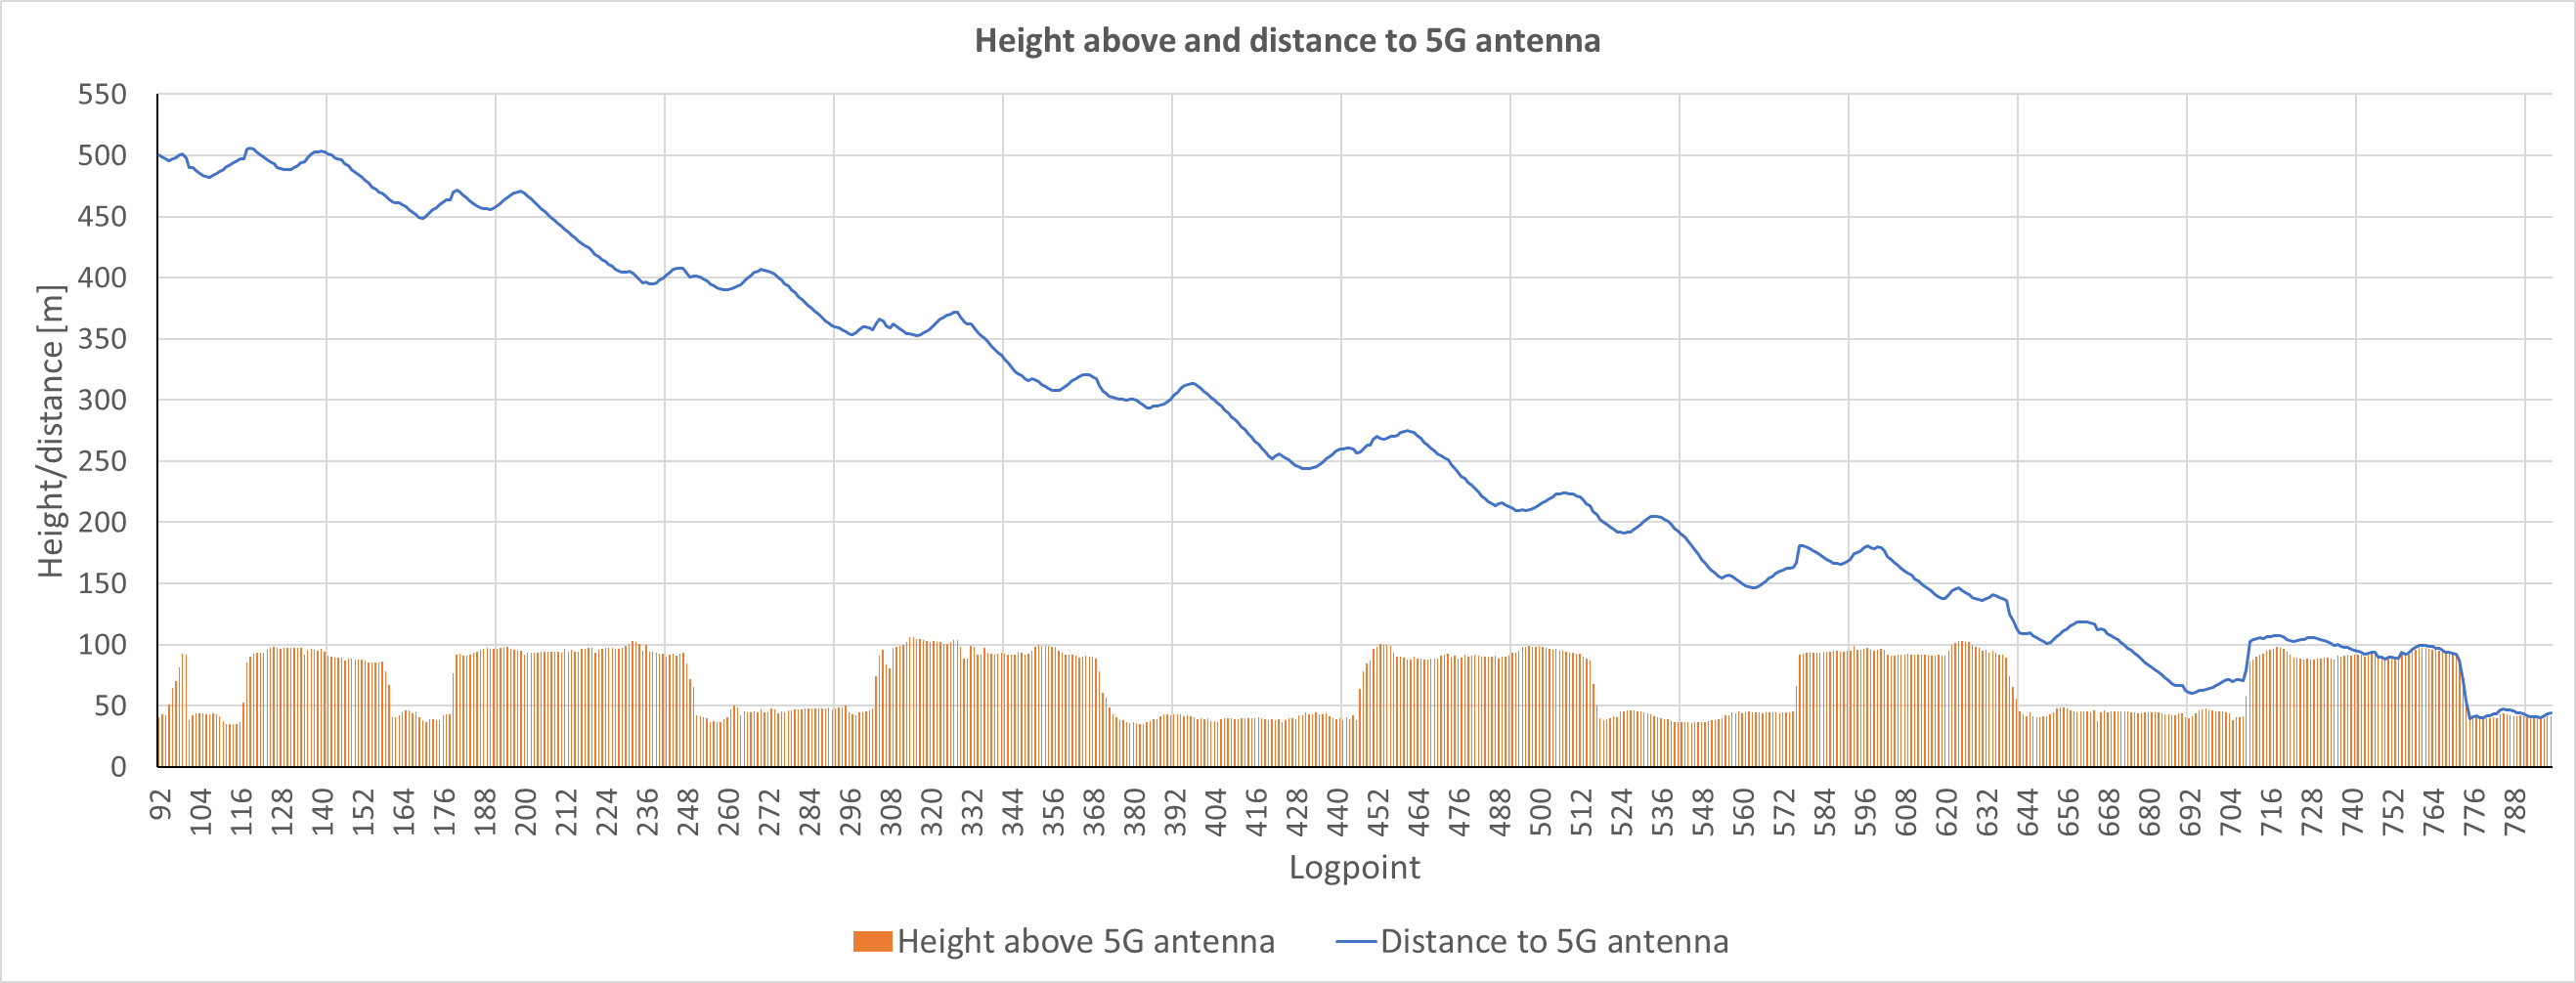 Height above and distance to 5G antenna
550
500
450
400
350
300
250
200
150
100
50
0
Height/distance [m]
92 104 116 128 140 152 164 176 188 200 212 224 236 248 260 272 284 296 308 320 332 344 356 368 380 392 404 416 428 440 452 464 476 488 500 512 524 536 548 560 572 584 596 608 620 632 644 656 668 680 692 704 716 728 740 752 764 776 788
Logpoint
Height above 5G antenna Distance to 5G antenna